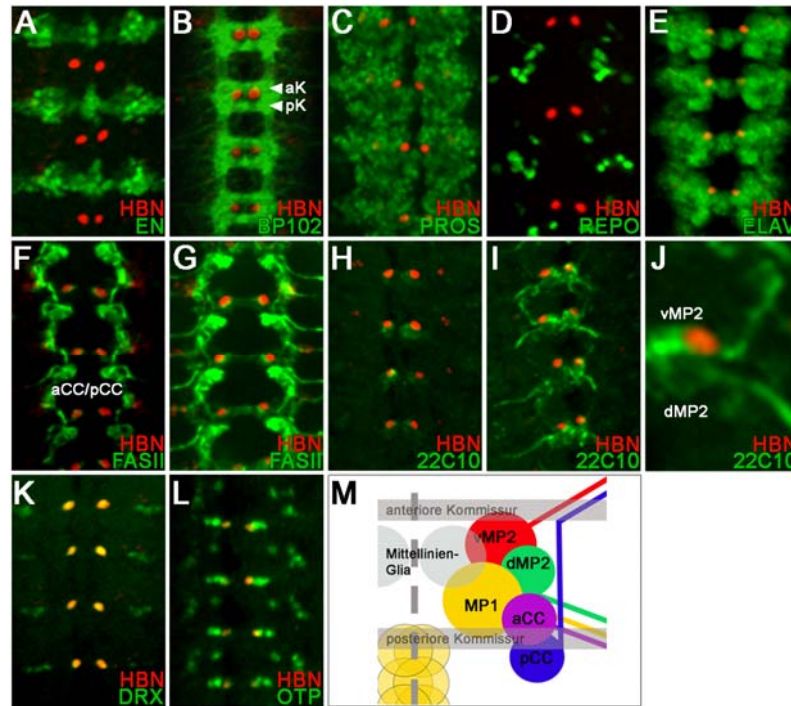 A
HBN
EN
B
aK
pK
HBN
BP102
C
HBN
PROS
D
HBN
REPO
E
HBN
ELAV
F
aCC/pCC
HBN
FASII
G
HBN
FASII
H
HBN
22C10
I
HBN
22C10
J
vMP2
dMP2
HBN
22C10
K
HBN
DRX
L
HBN
OTP
M
anteriore Kommissur
vMP2
Mittellinien-
Glia
dMP2
MP1
aCC
posteriore Kommissur
pCC